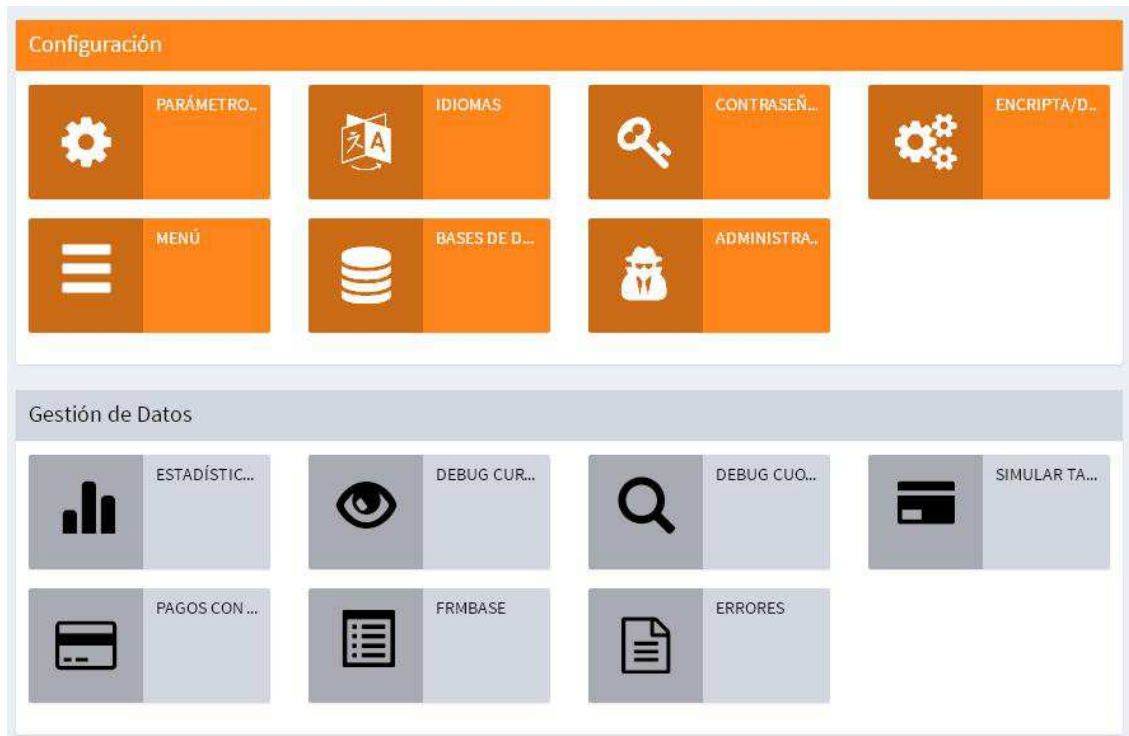 Configuración
PARÁMETRO..
IDIOMAS
CONTRASEÑ...
ENCRIPTA/D..
MENÚ
BASES DE D...
ADMINISTRA..
Gestión de Datos
ESTADÍSTIC...
DEBUG CUR...
DEBUG CUO...
SIMULAR TA...
PAGOS CON ...
FRMBASE
ERRORES